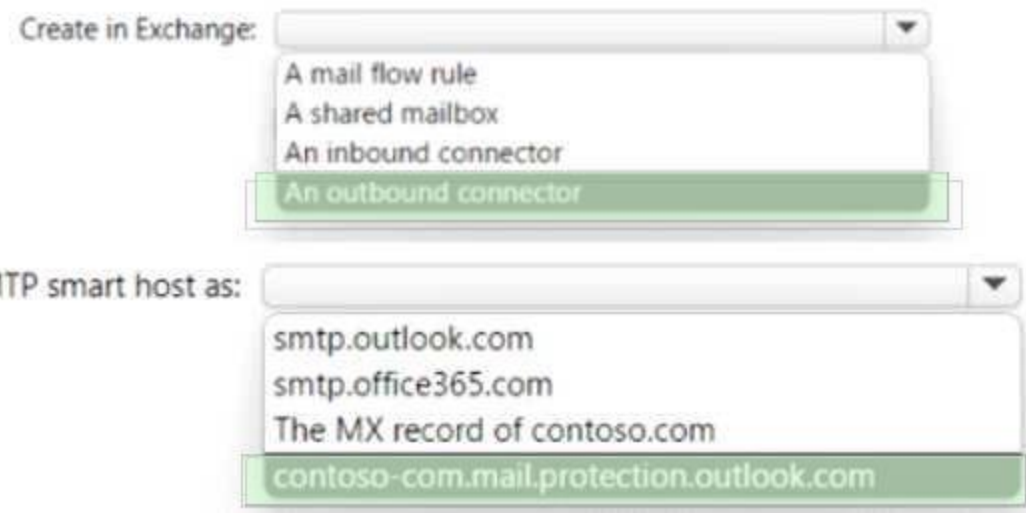 Create in Exchange:
A mail flow rule
A shared mailbox
An inbound connector
An outbound connector
TP smart host as:
smtp.outlook.com
smtp.office365.com
The MX record of contoso.com
contoso-com.mail.protection.outlook.com